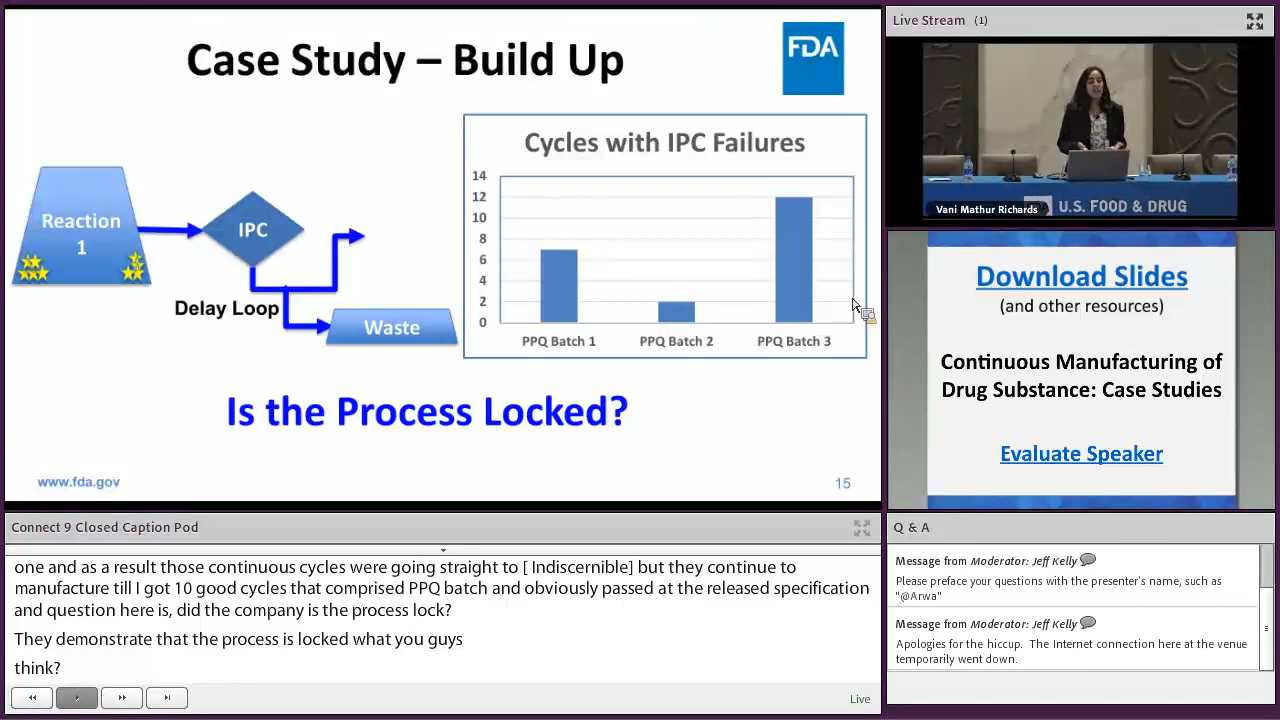 Case Study – Build Up
FDA
Reaction
1
IPC
Delay Loop
Waste
Cycles with IPC Failures
14
12
10
8
6
4
2
0
PPQ Batch 1
PPQ Batch 2
PPQ Batch 3
Is the Process Locked?
www.fda.gov
15
Live Stream (1)
Vani Mathur Richards
U.S. FOOD & DRUG
Download Slides
(and other resources)
Continuous Manufacturing of
Drug Substance: Case Studies
Evaluate Speaker
Connect 9 Closed Caption Pod
one and as a result those continuous cycles were going straight to [ Indiscernible] but they continue to
manufacture till I got 10 good cycles that comprised PPQ batch and obviously passed at the released specification
and question here is, did the company is the process lock?
They demonstrate that the process is locked what you guys
think?
Live
Q & A
Message from Moderator: Jeff Kelly
Please preface your questions with the presenter's name, such as
"@Arwa"
Message from Moderator: Jeff Kelly
Apologies for the hiccup. The Internet connection here at the venue
temporarily went down.